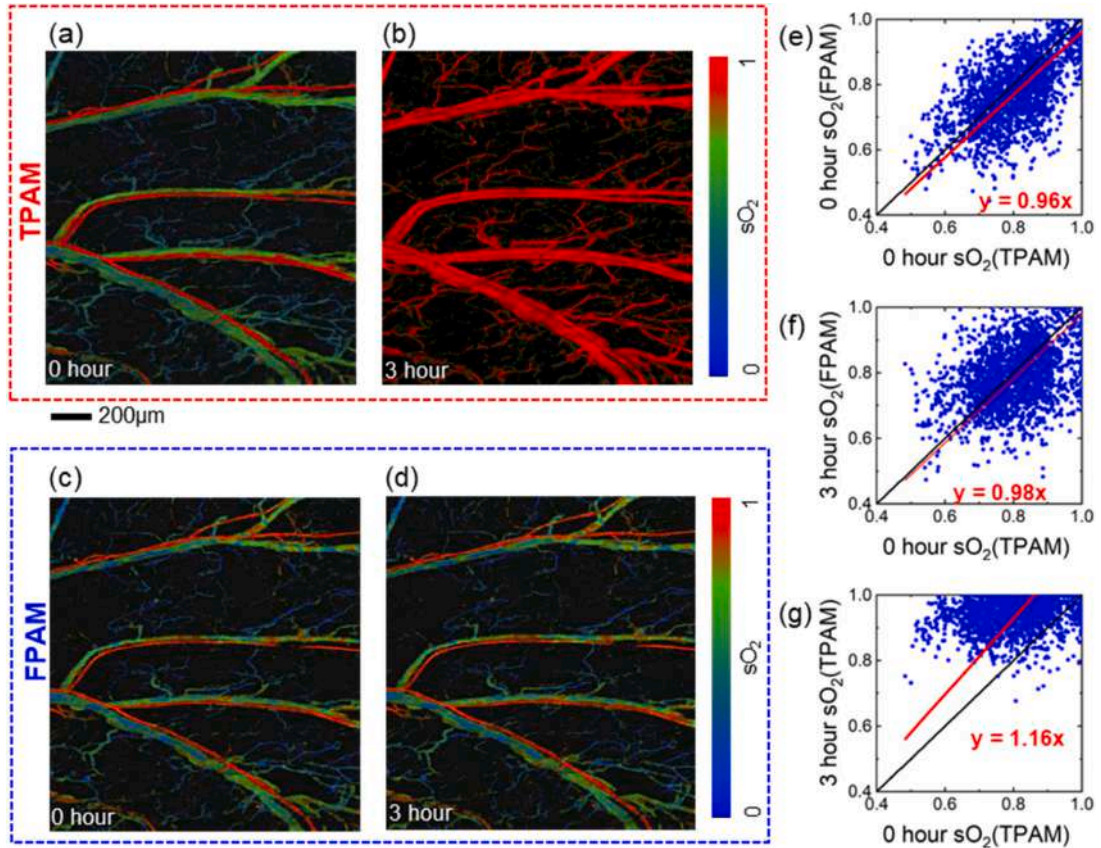 (a)
(b)
TPAM
0 hour
3 hour
1
sO₂
0
200μm
(c)
(d)
FPAM
0 hour
3 hour
1
sO₂
0
(e)
0 hour sO₂(FPAM)
1.0
0.8
0.6
0.4
y = 0.96x
0.4 0.6 0.8 1.0
0 hour sO₂(TPAM)
(f)
3 hour sO₂(FPAM)
1.0
0.8
0.6
0.4
y = 0.98x
0.4 0.6 0.8 1.0
0 hour sO₂(TPAM)
(g)
3 hour sO₂(TPAM)
1.0
0.8
0.6
0.4
y = 1.16x
0.4 0.6 0.8 1.0
0 hour sO₂(TPAM)